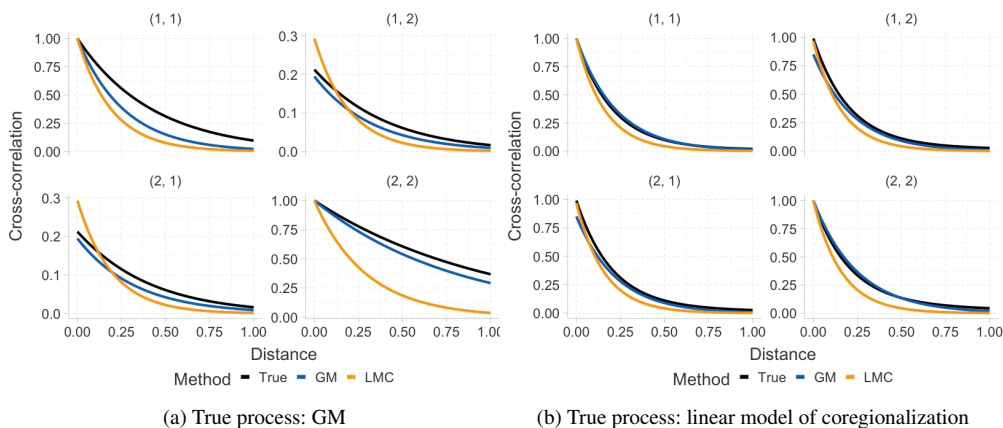 (1, 1) (1, 2) (1, 1) (1, 2)
1.00 0.3 1.00 1.00
0.75 0.75 0.75
0.2
0.50 0.50 0.50
0.1
0.25 0.25 0.25
0.00 0.0 0.00 0.00
Cross-correlation Cross-correlation
(2, 1) (2, 2) (2, 1) (2, 2)
0.3 1.00 1.00 1.00
0.75 0.75 0.75
0.2
0.50 0.50 0.50
0.1
0.25 0.25 0.25
0.0 0.00 0.00 0.00
0.00 0.25 0.50 0.75 1.00 0.00 0.25 0.50 0.75 1.00 0.00 0.25 0.50 0.75 1.00 0.00 0.25 0.50 0.75 1.00
Distance Distance
Method True GM LMC Method True GM LMC
(a) True process: GM (b) True process: linear model of coregionalization